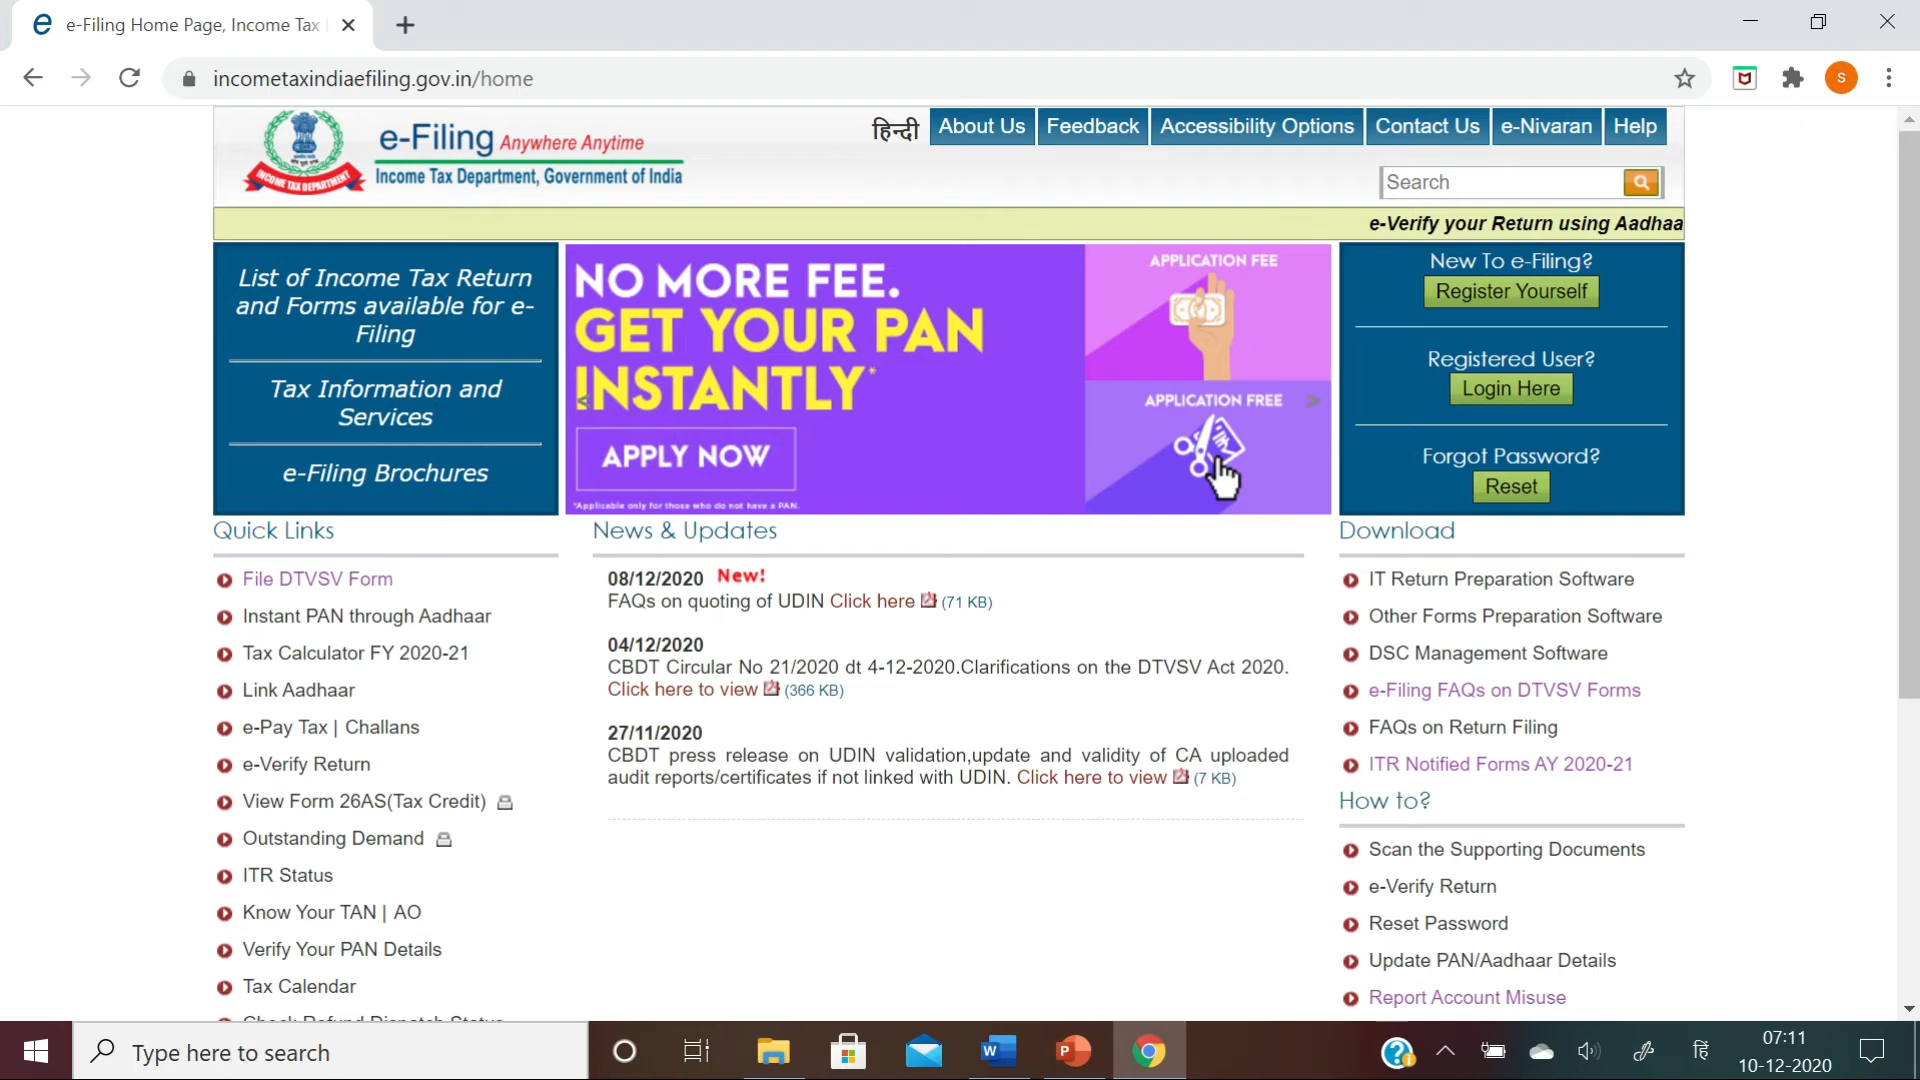 e-Filing Home Page, Income Tax
incometaxindiaefiling.gov.in/home
S
e-Filing Anywhere Anytime
Income Tax Department, Government of India
INCOME TAX DEPARTMENT
हिन्दी
About Us
Feedback
Accessibility Options
Contact Us
e-Nivaran
Help
Search
e-Verify your Return using Aadhaa
List of Income Tax Return
and Forms available for e-
Filing
Tax Information and
Services
e-Filing Brochures
NO MORE FEE.
GET YOUR PAN
INSTANTLY*
APPLY NOW
*Applicable only for those who do not have a PAN.
APPLICATION FEE
APPLICATION FREE
<
>
New To e-Filing?
Register Yourself
Registered User?
Login Here
Forgot Password?
Reset
Quick Links
File DTVSV Form
Instant PAN through Aadhaar
Tax Calculator FY 2020-21
Link Aadhaar
e-Pay Tax | Challans
e-Verify Return
View Form 26AS(Tax Credit)
Outstanding Demand
ITR Status
Know Your TAN | AO
Verify Your PAN Details
Tax Calendar
Check Refund Dispatch Status
News & Updates
08/12/2020 New!
FAQs on quoting of UDIN Click here (71 KB)
04/12/2020
CBDT Circular No 21/2020 dt 4-12-2020.Clarifications on the DTVSV Act 2020.
Click here to view (366 KB)
27/11/2020
CBDT press release on UDIN validation,update and validity of CA uploaded
audit reports/certificates if not linked with UDIN. Click here to view (7 KB)
Download
IT Return Preparation Software
Other Forms Preparation Software
DSC Management Software
e-Filing FAQs on DTVSV Forms
FAQs on Return Filing
ITR Notified Forms AY 2020-21
How to?
Scan the Supporting Documents
e-Verify Return
Reset Password
Update PAN/Aadhaar Details
Report Account Misuse
Type here to search
W
P
हिं
07:11
10-12-2020